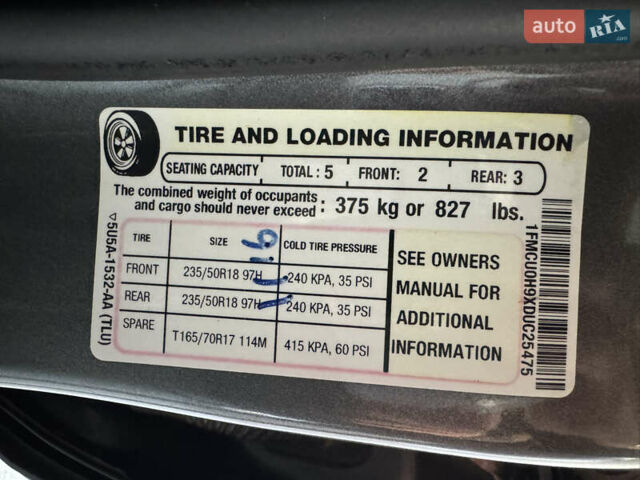 auto RIA.com
TIRE AND LOADING INFORMATION
SEATING CAPACITY TOTAL : 5 FRONT: 2 REAR: 3
The combined weight of occupants
and cargo should never exceed : 375 kg or 827 lbs.
TIRE SIZE COLD TIRE PRESSURE
FRONT 235/50R18 97H 240 KPA, 35 PSI
REAR 235/50R18 97H 240 KPA, 35 PSI
SPARE T165/70R17 114M 415 KPA, 60 PSI
SEE OWNERS
MANUAL FOR
ADDITIONAL
INFORMATION
5U5A-1532-AA (TLU)
1FMCU0H9XDUC25475